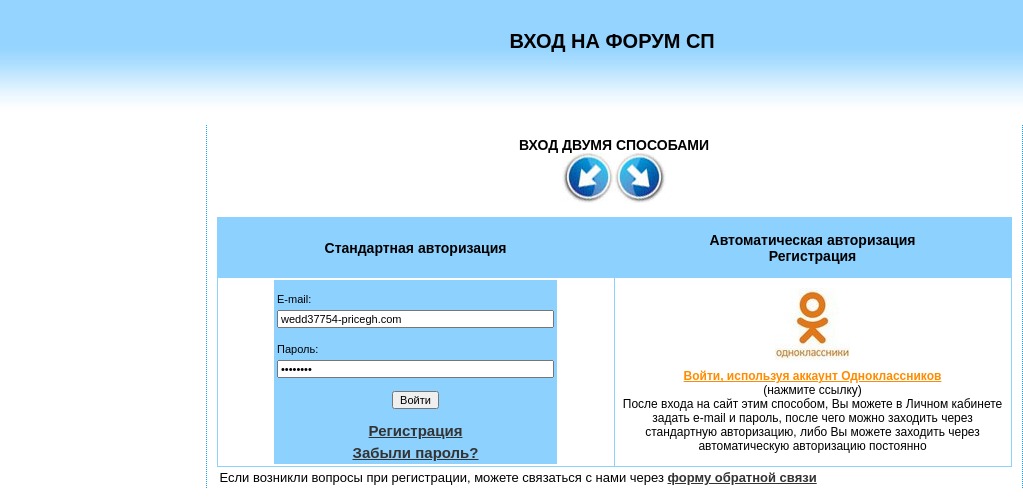 ВХОД НА ФОРУМ СП
ВХОД ДВУМЯ СПОСОБАМИ
Стандартная авторизация
Автоматическая авторизация
Регистрация
E-mail:
wedd37754-pricegh.com
Пароль:
••••••••
Войти
Регистрация
Забыли пароль?
одноклассники
Войти, используя аккаунт Одноклассников
(нажмите ссылку)
После входа на сайт этим способом, Вы можете в Личном кабинете
задать e-mail и пароль, после чего можно заходить через
стандартную авторизацию, либо Вы можете заходить через
автоматическую авторизацию постоянно
Если возникли вопросы при регистрации, можете связаться с нами через форму обратной связи